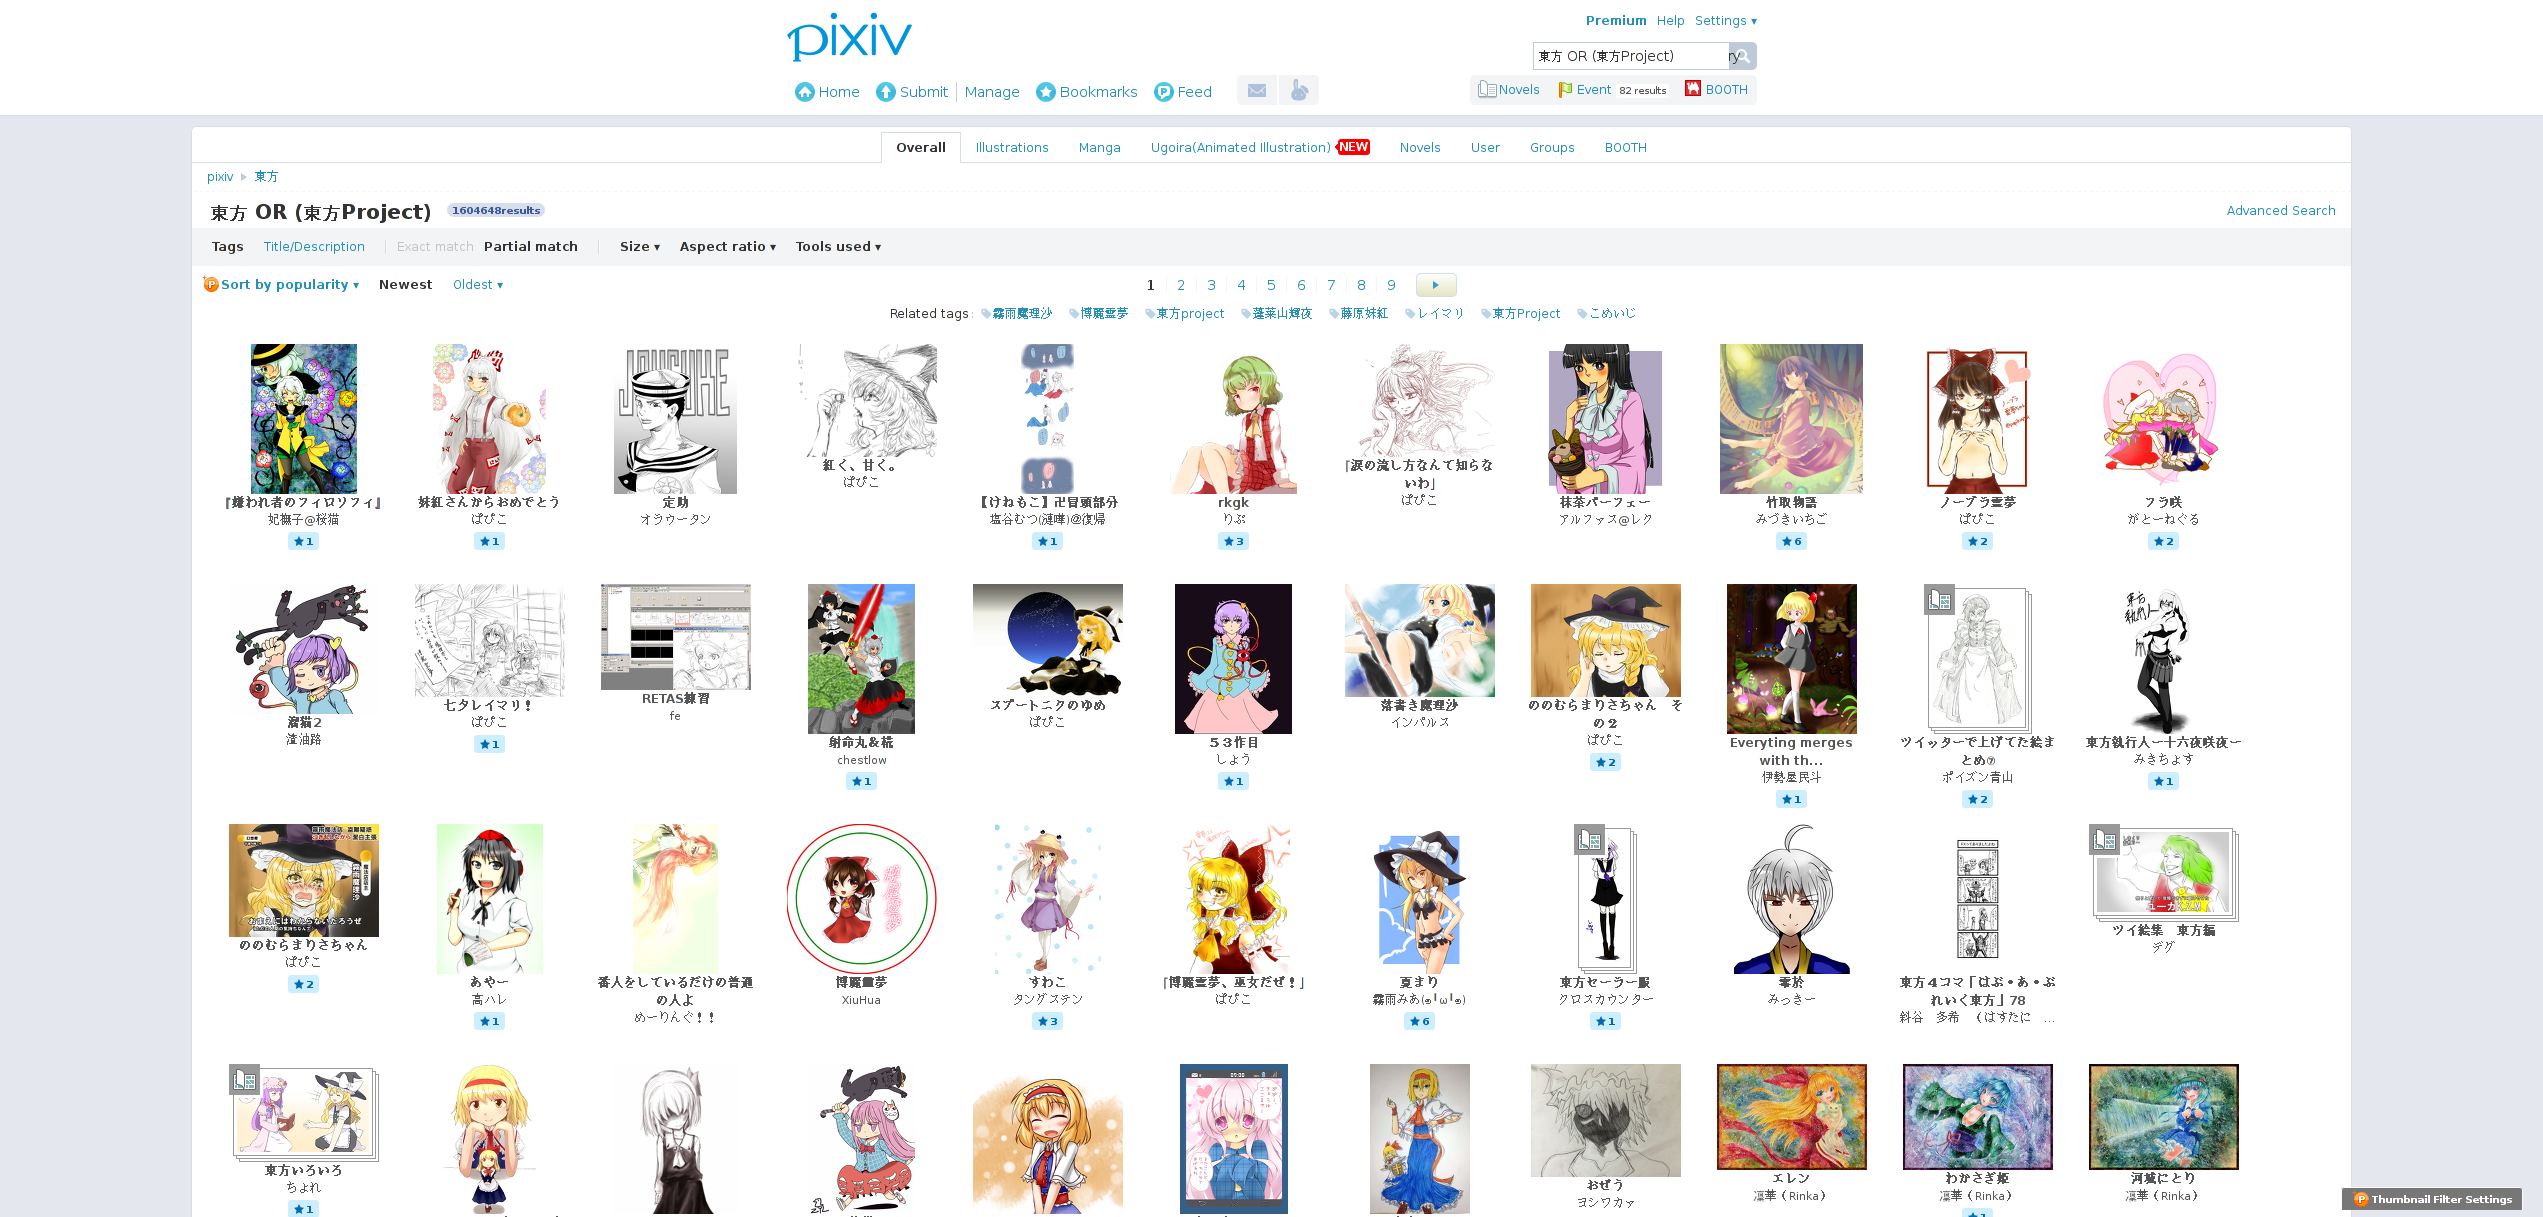 pixiv
Premium Help Settings ▾
東方 OR (東方Project)
Home Submit Manage Bookmarks Feed
Novels Event 82 results BOOTH
Overall Illustrations Manga Ugoira(Animated Illustration) NEW Novels User Groups BOOTH
pixiv 東方
東方 OR (東方Project) 1604648results
Advanced Search
Tags Title/Description Exact match Partial match Size ▾ Aspect ratio ▾ Tools used ▾
Sort by popularity ▾ Newest Oldest ▾
1 2 3 4 5 6 7 8 9
Related tags: 霧雨魔理沙 博麗霊夢 東方project 蓬莱山輝夜 藤原妹紅 レイマリ 東方Project こめいじ
『嫌われ者のフィロソフィ』
妃撫子@桜猫
★1
妹紅さんからおめでとう
ぱぴこ
★1
定助
オラウータン
紅く、甘く。
ぱぴこ
【けねもこ】卍冒頭部分
★1
rkgk
りぶ
★3
「涙の流し方なんて知らな
いわ」
ぱぴこ
抹茶パーフェー
アルファス@レク
竹取物語
みづきいちご
★6
ノーブラ霊夢
ぱぴこ
★2
フラ咲
がとーねぐる
★2
溜猫2
渣油路
七夕レイマリ!
ぱぴこ
★1
RETAS練習
fe
射命丸&椛
chestlow
★1
スプートニクのゆめ
ぱぴこ
53作目
しょう
★1
落書き魔理沙
インパルス
ののむらまりさちゃん そ
の2
ぱぴこ
★2
Everyting merges
with th...
伊勢屋民斗
★1
ツイッターで上げてた絵ま
とめ⑦
ポイズン青山
★2
東方執行人ー十六夜咲夜ー
みきちょす
★1
ののむらまりさちゃん
ぱぴこ
★2
あやー
高ハレ
★1
番人をしているだけの普通
の人よ
めーりんぐ!!
博麗霊夢
XiuHua
すわこ
タングステン
★3
「博麗霊夢、巫女だぜ!」
ぱぴこ
夏まり
霧雨みあ(๑╹ω╹๑)
★6
東方セーラー服
クロスカウンター
★1
零於
みっきー
東方4コマ「はぶ・あ・ぶ
れいく東方」78
斜谷 多希 (はすたに ...
ツイ絵集 東方編
デグ
東方いろいろ
ちょれ
★1
おぜう
ヨシワカァ
エレン
凛華(Rinka)
わかさぎ姫
凛華(Rinka)
★1
河城にとり
凛華(Rinka)
Thumbnail Filter Settings